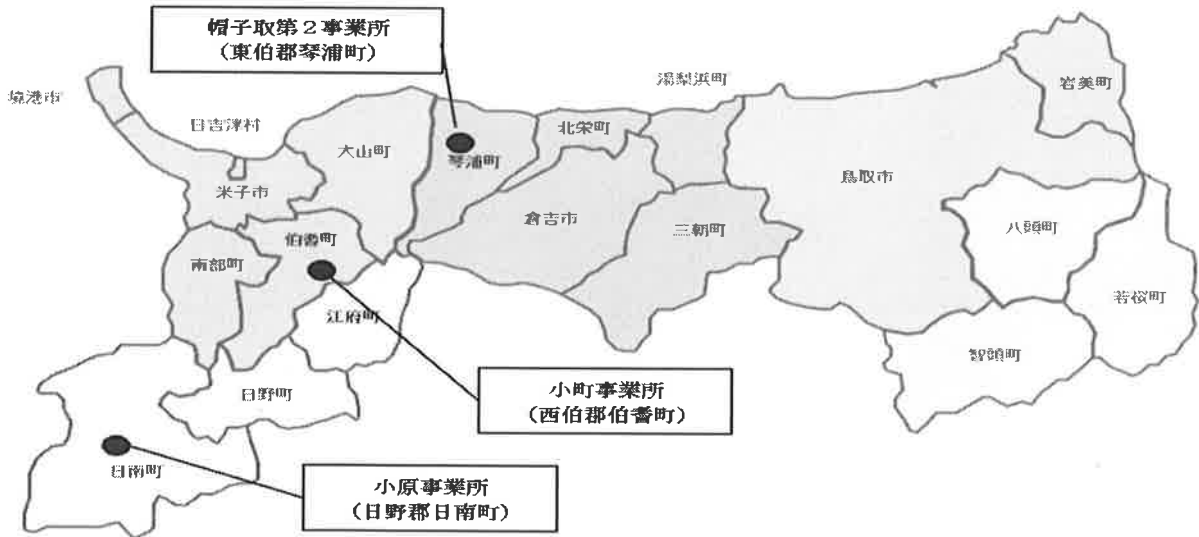 帽子取第２事業所
（東伯郡琴浦町）
湯梨浜町
岩美町
境港市
日吉津村
北栄町
大山町
琴浦町
鳥取市
米子市
倉吉市
三朝町
八頭町
伯耆町
南部町
若桜町
江府町
智頭町
日野町
小町事業所
（西伯郡伯耆町）
日南町
小原事業所
（日野郡日南町）